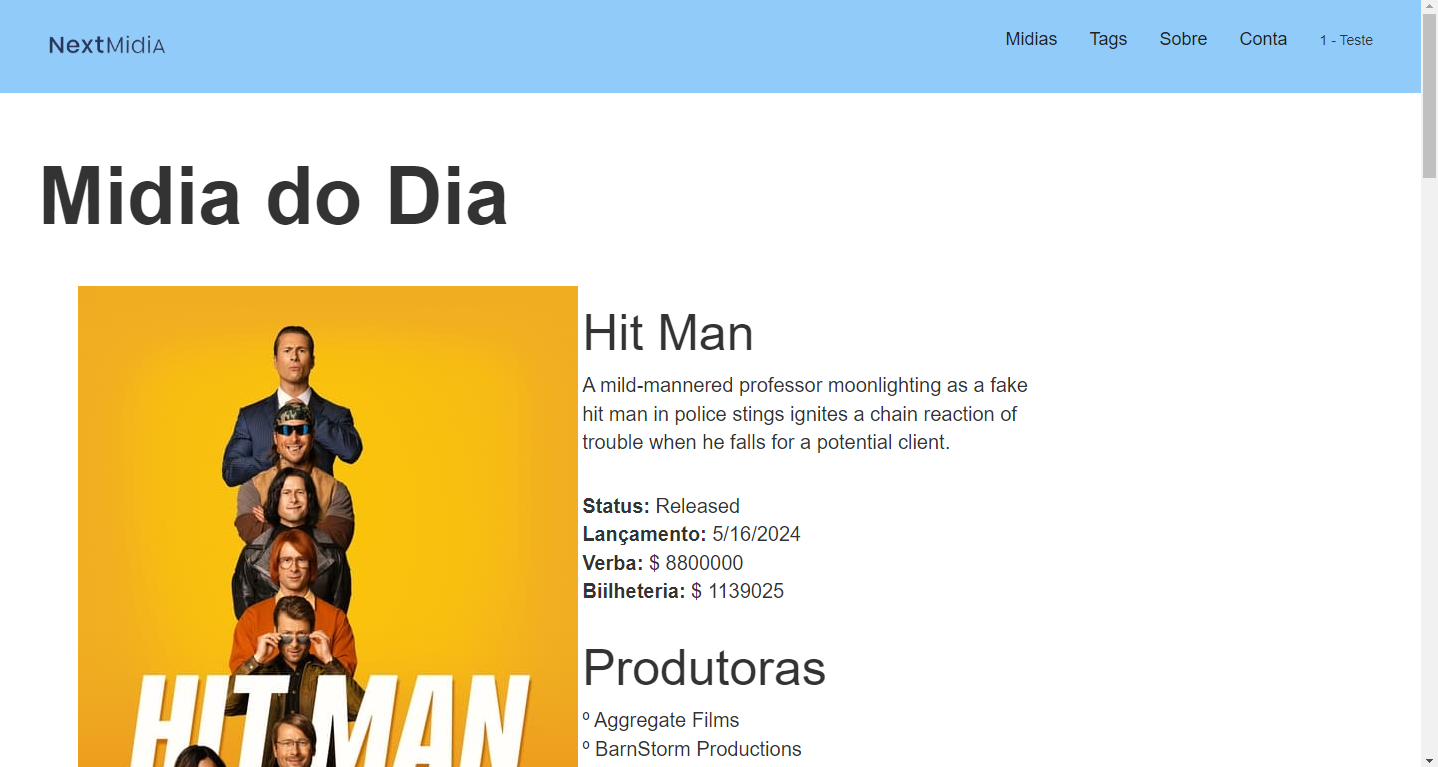 NextMidiA
Midias
Tags
Sobre
Conta
1 - Teste
Midia do Dia
HIT MAN
Hit Man
A mild-mannered professor moonlighting as a fake
hit man in police stings ignites a chain reaction of
trouble when he falls for a potential client.
Status: Released
Lançamento: 5/16/2024
Verba: $ 8800000
Biilheteria: $ 1139025
Produtoras
º Aggregate Films
º BarnStorm Productions